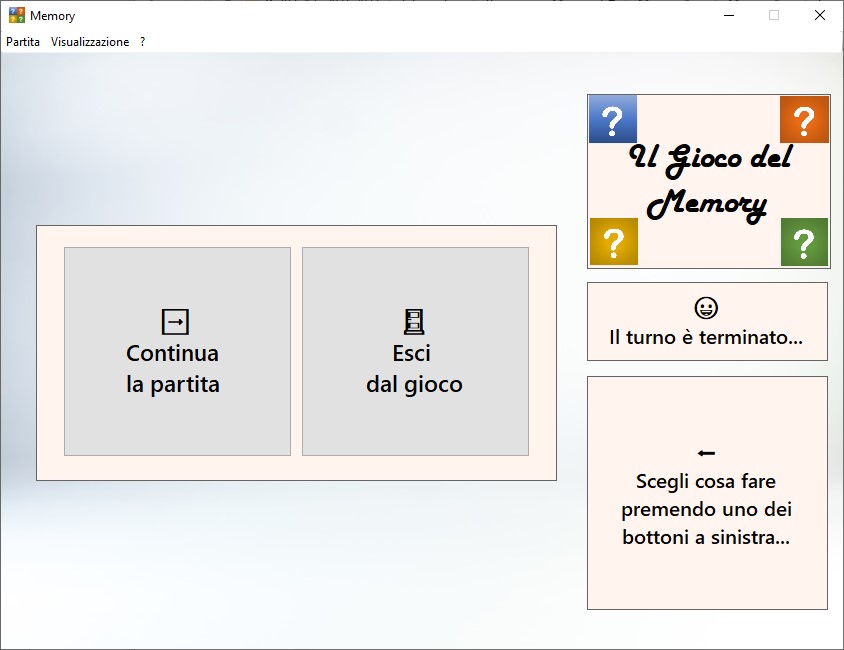 Memory
Partita Visualizzazione ?
? ?
Il Gioco del
Memory
? ?
Continua
la partita
Esci
dal gioco
Il turno è terminato...
Scegli cosa fare
premendo uno dei
bottoni a sinistra...